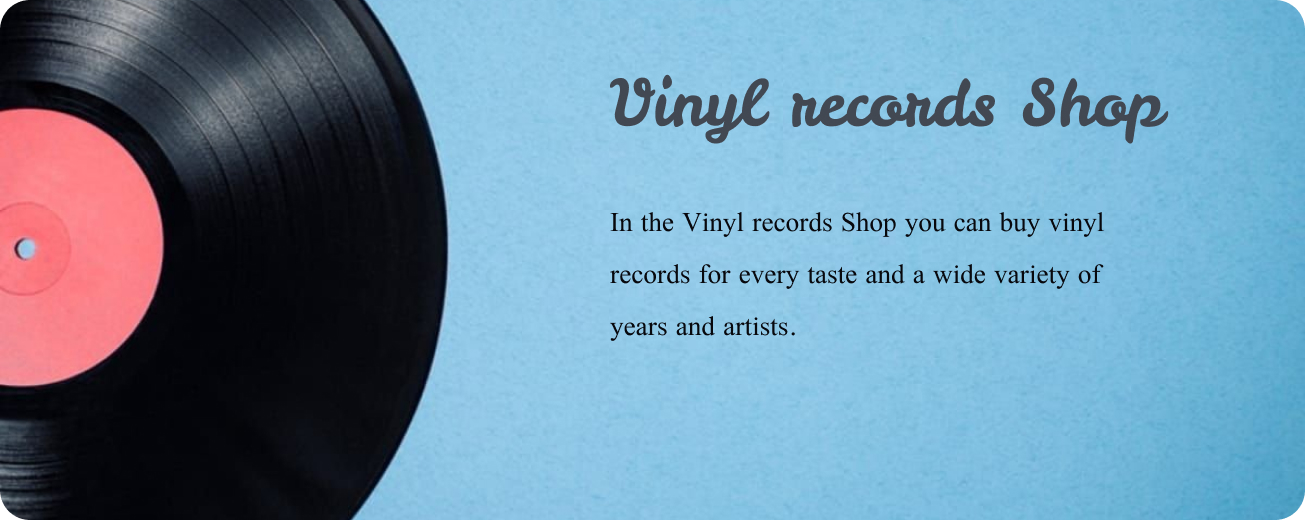 Vinyl records Shop
In the Vinyl records Shop you can buy vinyl
records for every taste and a wide variety of
years and artists.